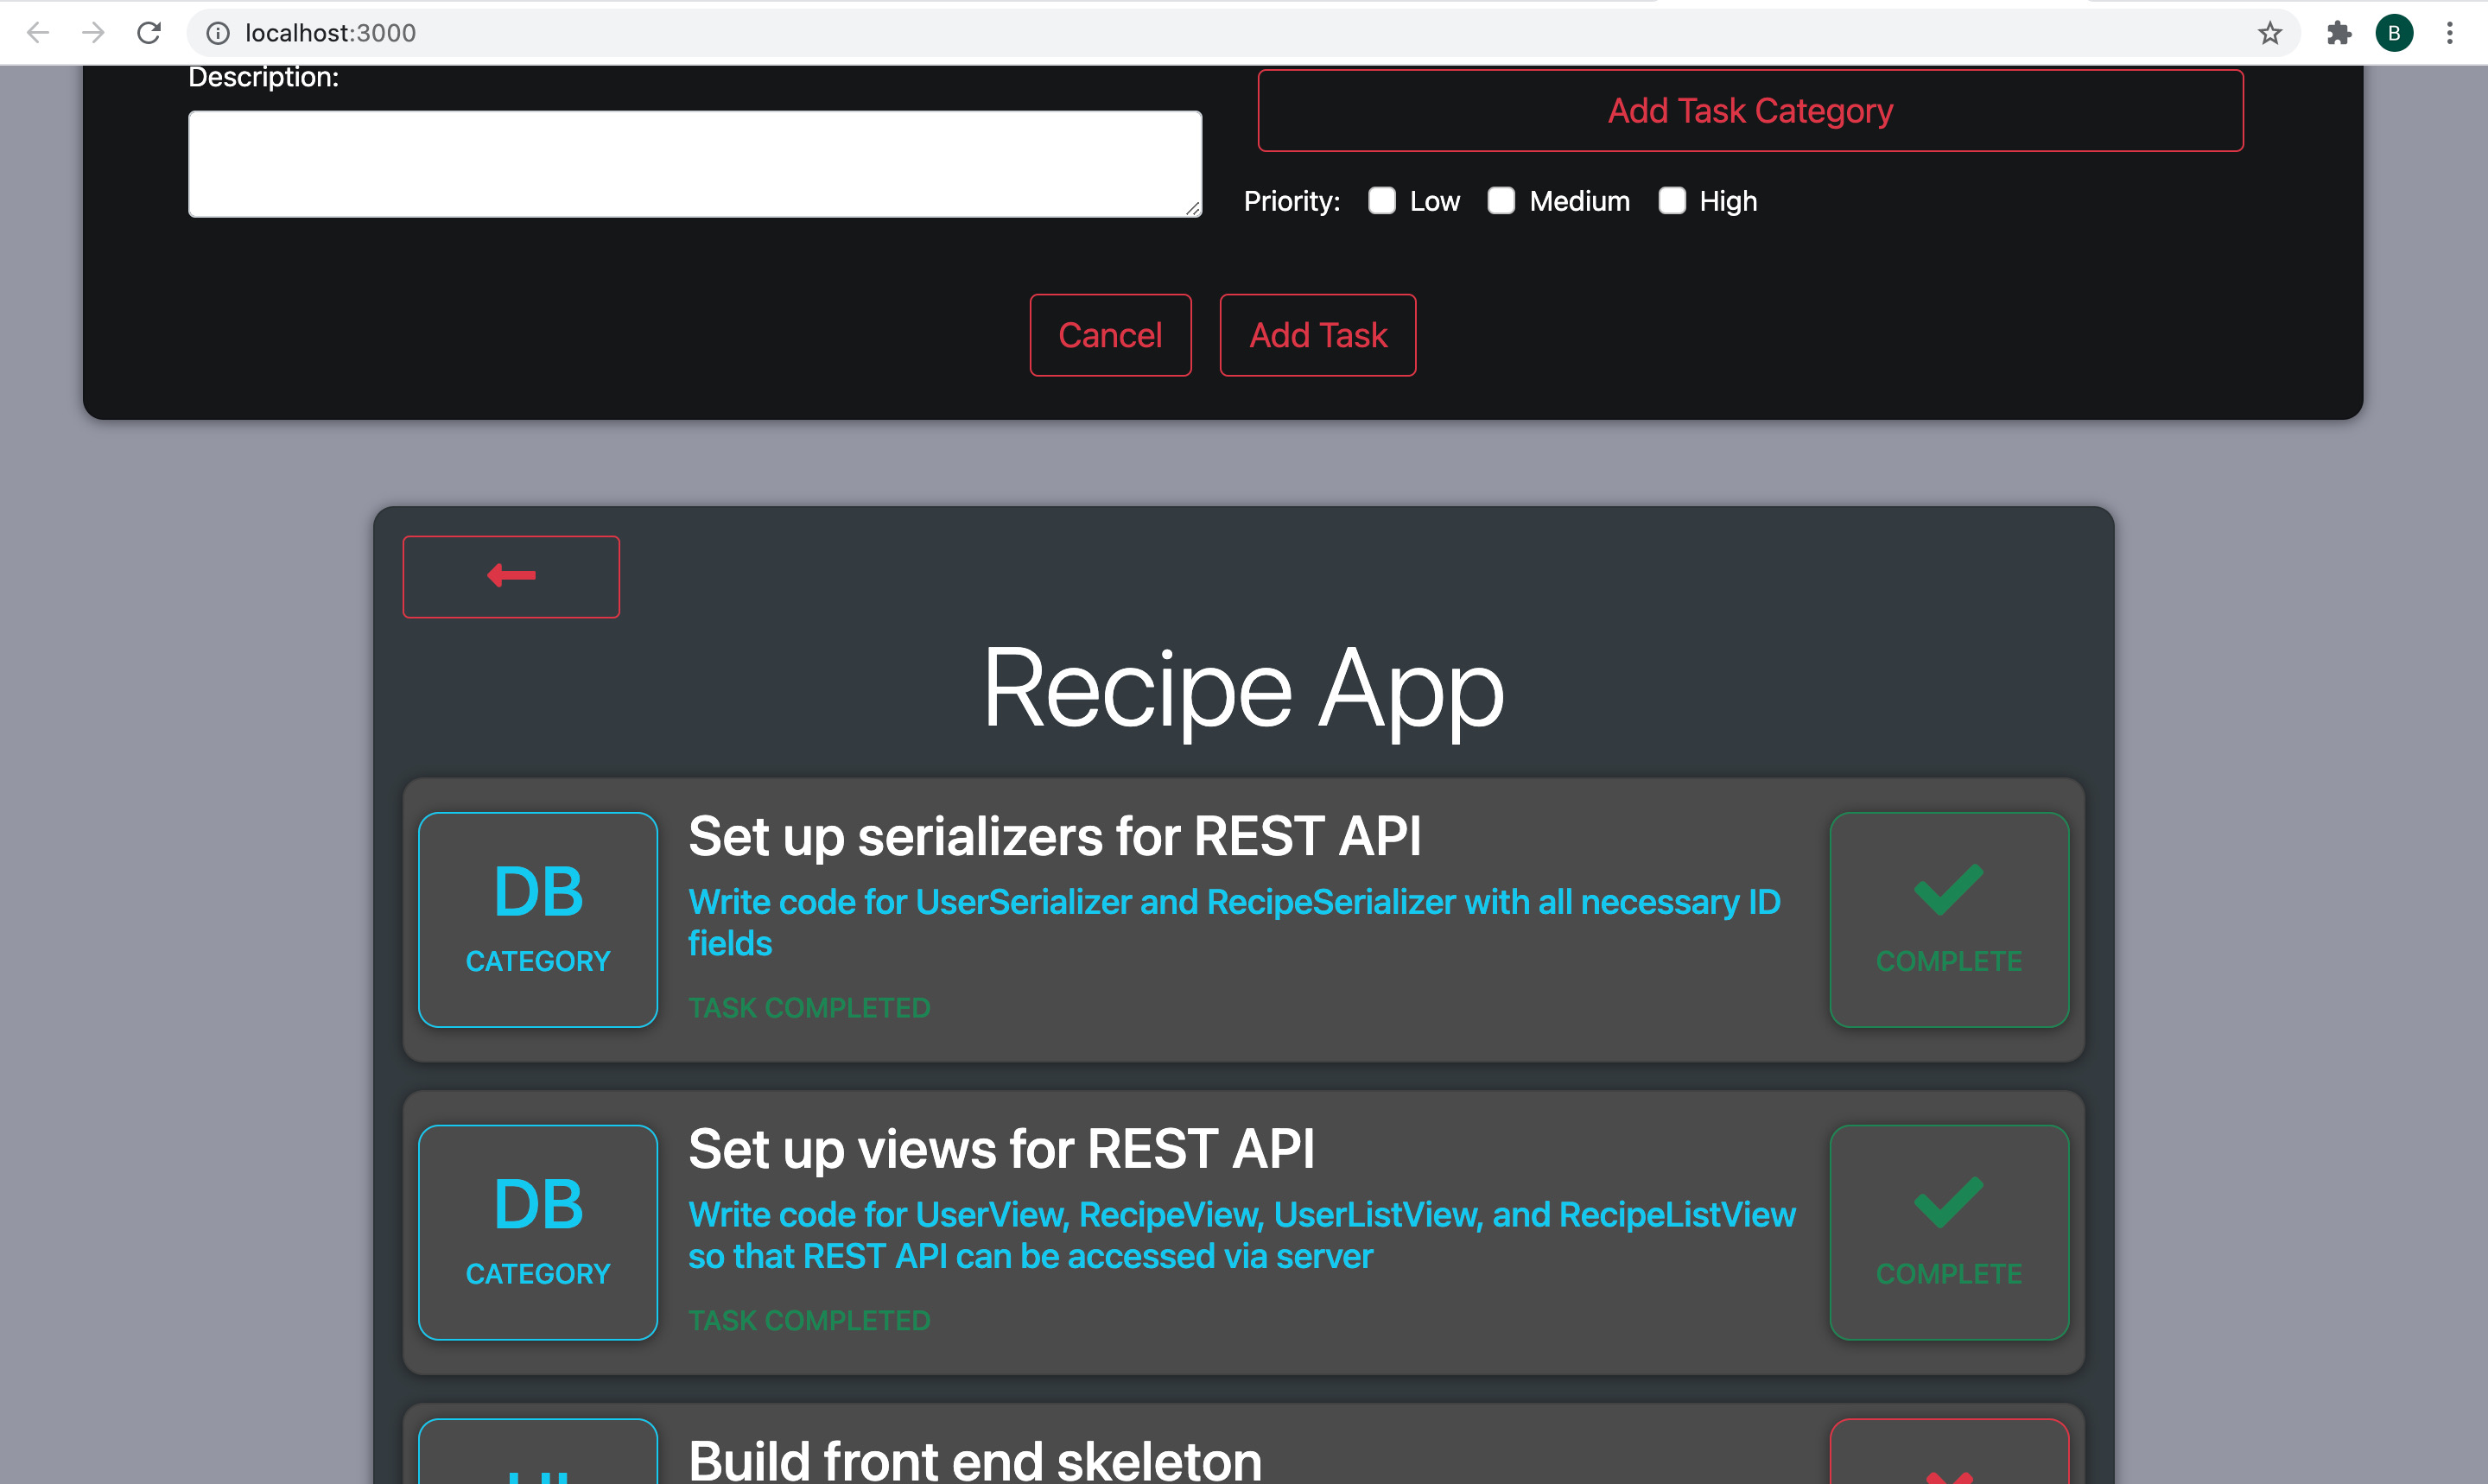 localhost:3000
B
Description:
Add Task Category
Priority: Low Medium High
Cancel
Add Task
Recipe App
DB
CATEGORY
Set up serializers for REST API
Write code for UserSerializer and RecipeSerializer with all necessary ID
fields
TASK COMPLETED
COMPLETE
DB
CATEGORY
Set up views for REST API
Write code for UserView, RecipeView, UserListView, and RecipeListView
so that REST API can be accessed via server
TASK COMPLETED
COMPLETE
Build front end skeleton